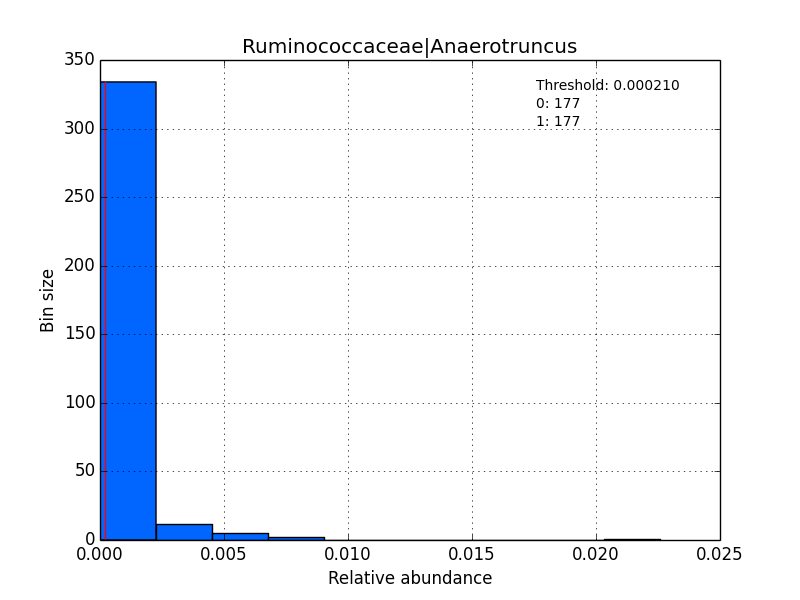 Ruminococcaceae|Anaerotruncus
350
300
250
200
150
100
50
0
Bin size
Threshold: 0.000210
0: 177
1: 177
0.000 0.005 0.010 0.015 0.020 0.025
Relative abundance